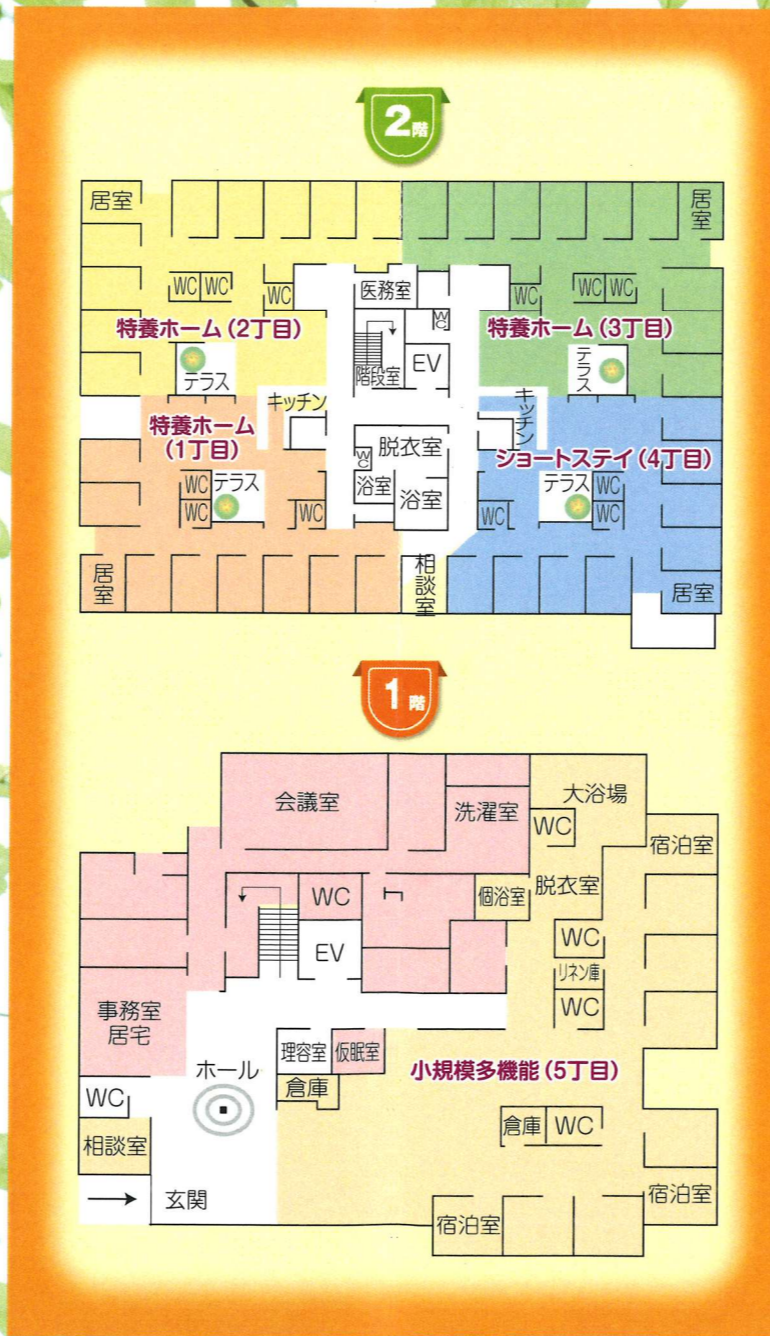 2階
居室
居室
WC WC
WC
医務室
WC
WC WC
WC
特養ホーム(2丁目)
特養ホーム(3丁目)
階段室
EV
テラス
テラス
キッチン
キッチン
特養ホーム
(1丁目)
脱衣室
ショートステイ(4丁目)
WC
浴室
浴室
WC
テラス
WC
WC
テラス
WC
WC
WC
居室
相談室
居室
1階
会議室
洗濯室
大浴場
WC
宿泊室
WC
個浴室
脱衣室
EV
WC
リネン庫
WC
事務室
居宅
理容室
仮眠室
ホール
小規模多機能(5丁目)
倉庫
WC
倉庫
WC
相談室
→
玄関
宿泊室
宿泊室